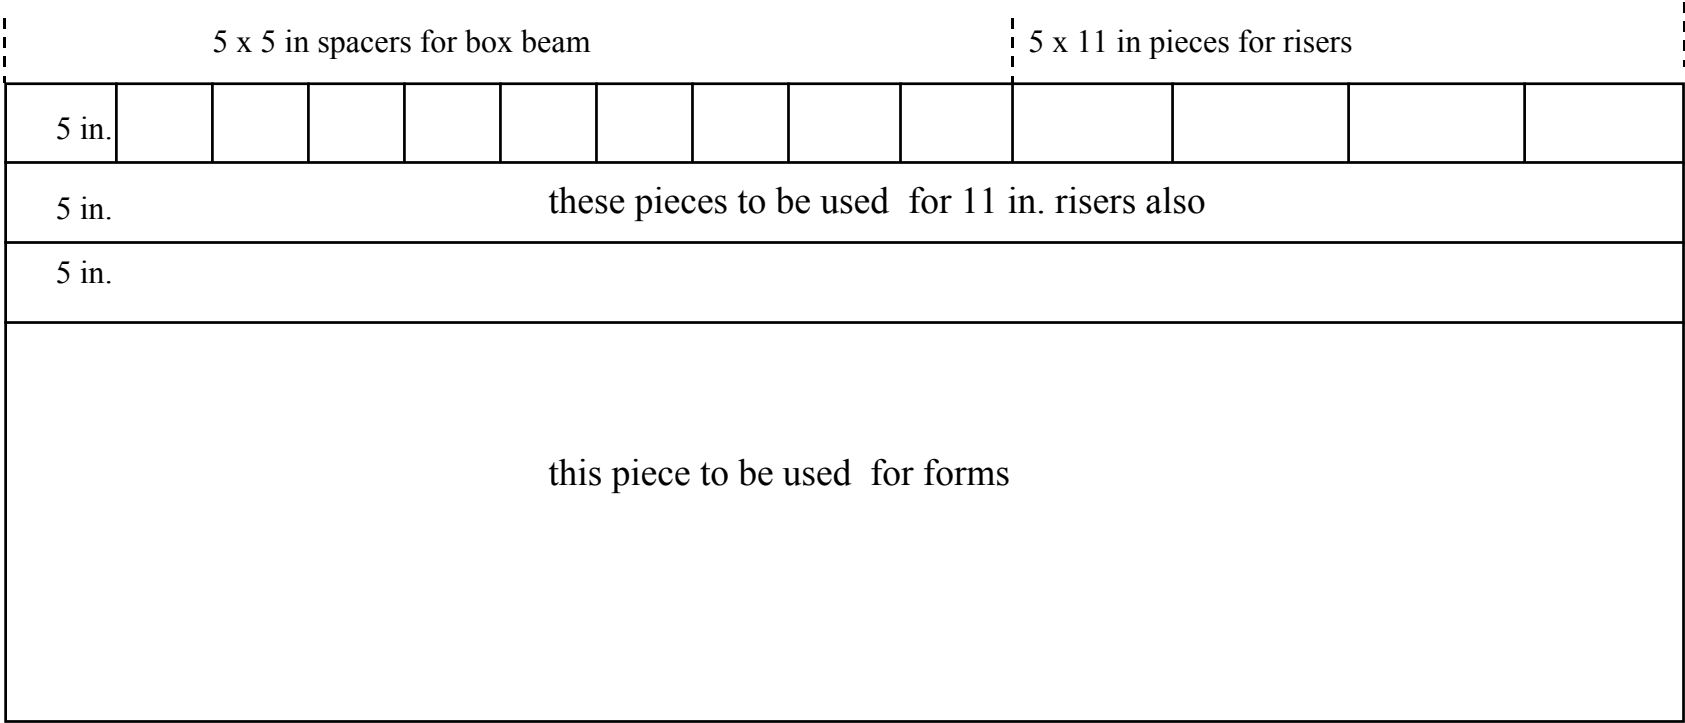 5 x 5 in spacers for box beam
5 x 11 in pieces for risers
5 in.
5 in.
these pieces to be used  for 11 in. risers also
5 in.
this piece to be used  for forms